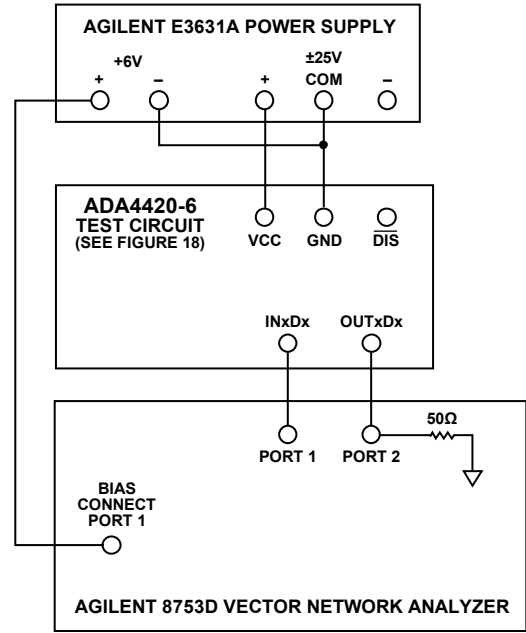 AGILENT E3631A POWER SUPPLY
+6V
±25V
+ – + COM –
ADA4420-6
TEST CIRCUIT
(SEE FIGURE 18)
VCC GND DIS
INxDx OUTxDx
50Ω
PORT 1 PORT 2
BIAS
CONNECT
PORT 1
AGILENT 8753D VECTOR NETWORK ANALYZER